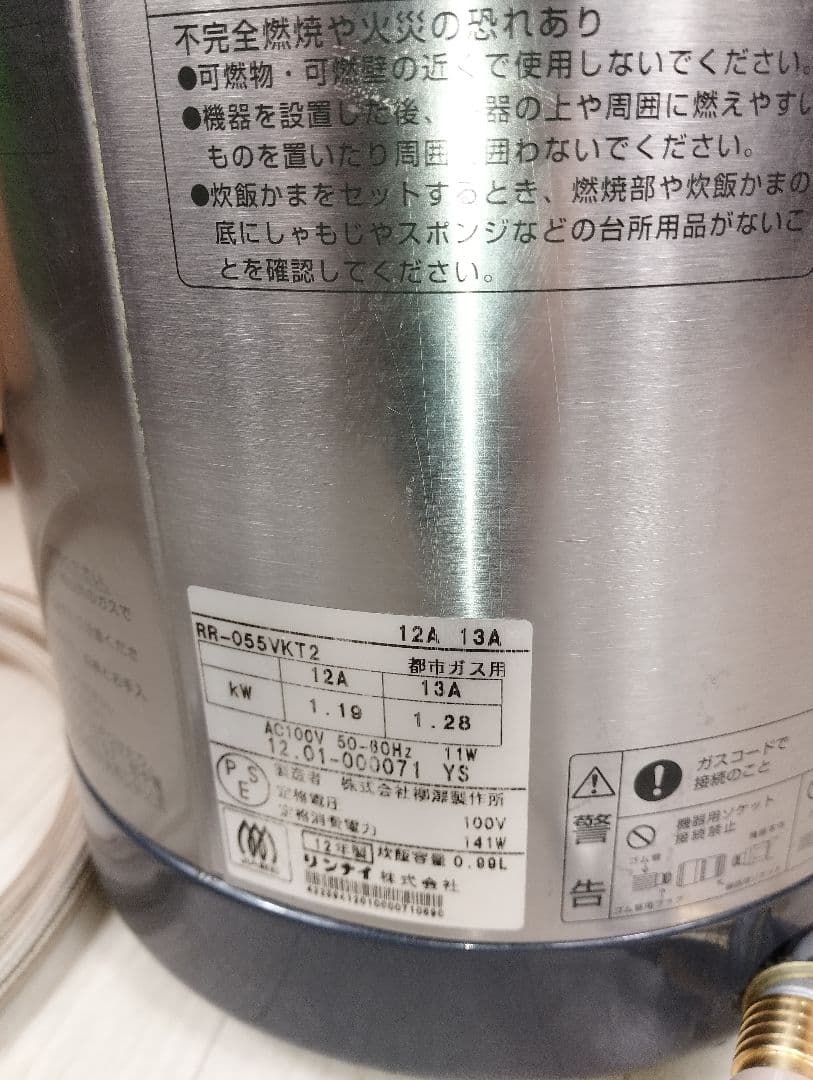 不完全燃焼や火災の恐れあり
●可燃物・可燃壁の近くで使用しないでください。
●機器を設置した後、器の上や周囲に燃えやすい
ものを置いたり周囲 囲わないでください。
●炊飯かまをセットするとき、燃焼部や炊飯かまの
底にしゃもじやスポンジなどの台所用品がないこ
とを確認してください。
RR-055VKT2 12A 13A
都市ガス用
12A 13A
kW 1.19 1.28
AC100V 50-60Hz 11W
12.01-000071 YS
PSE
製造者 株式会社柳澤製作所
定格電圧 100V
定格消費電力 141W
12年製 炊飯容量 0.99L
リンナイ株式会社
警告
ガスコードで
接続のこと
機器用ソケット
接続禁止
ゴム管